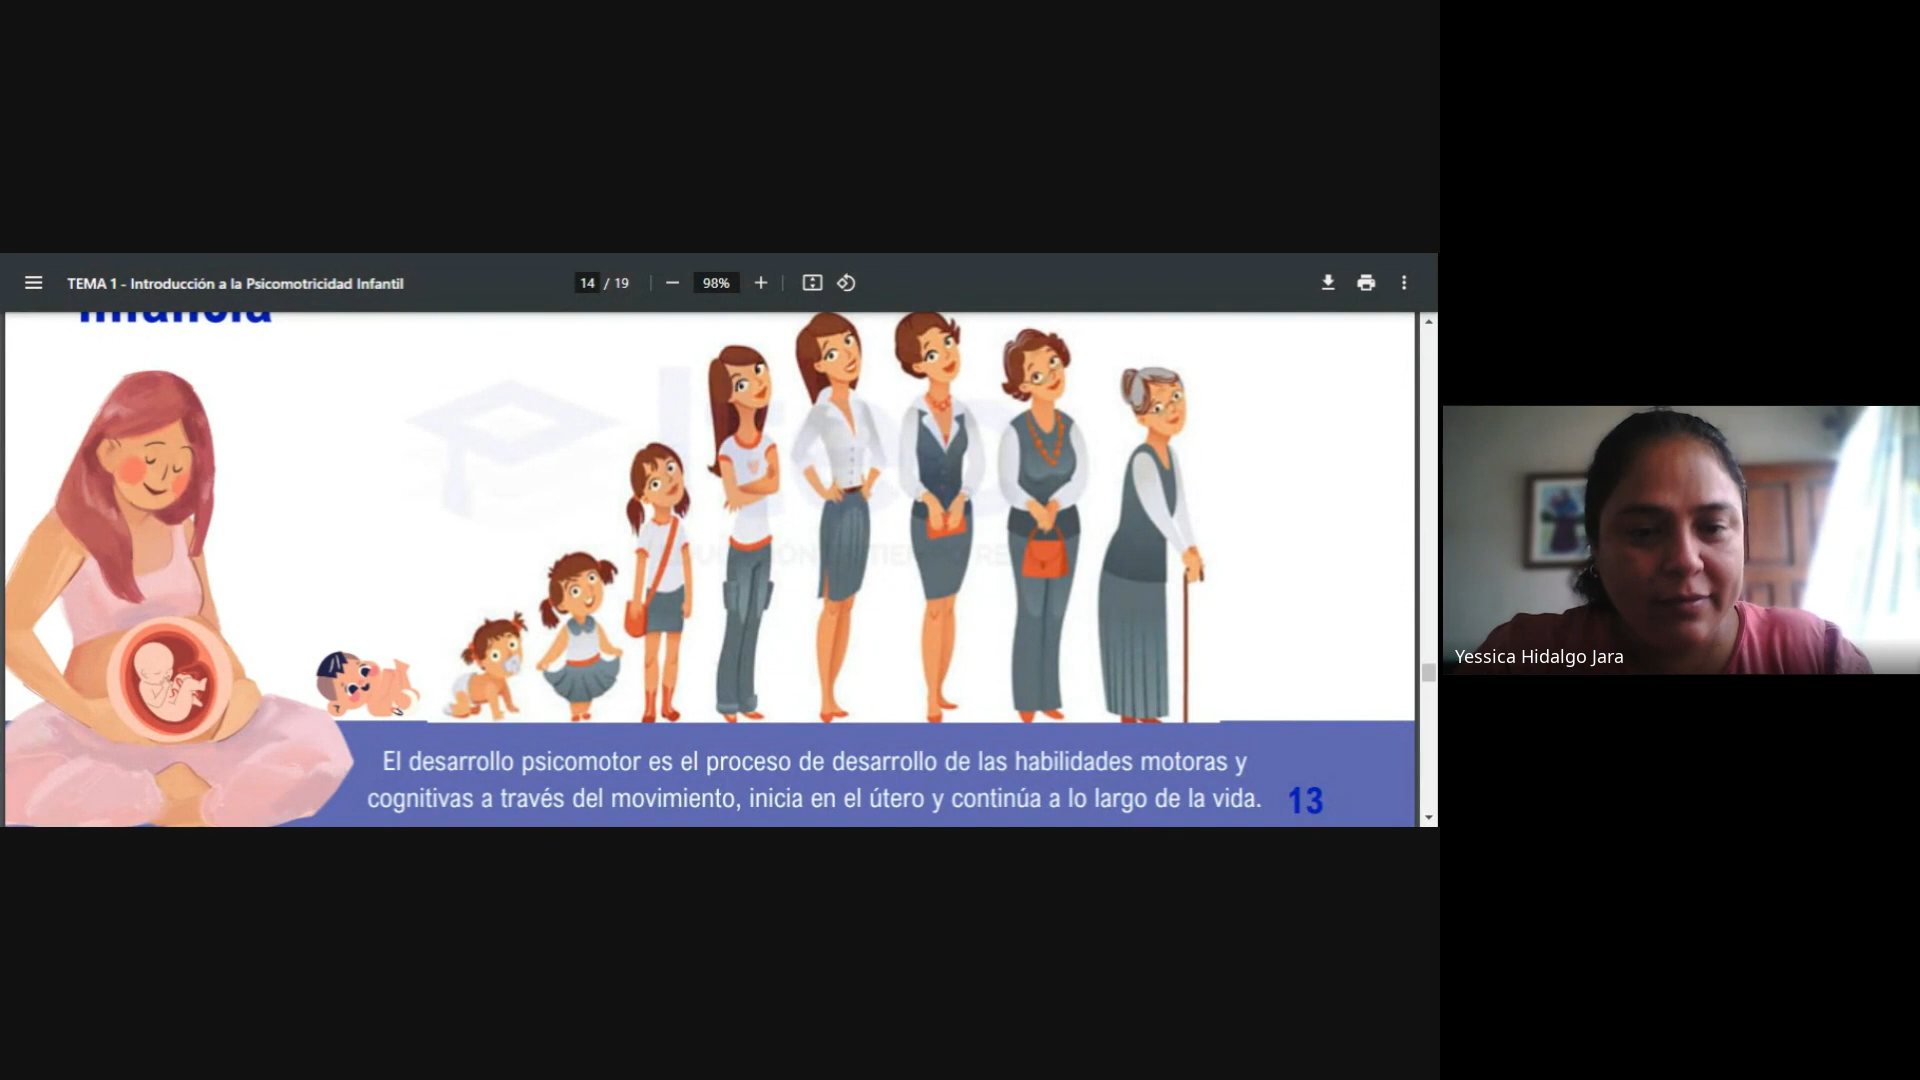 TEMA 1 - Introducción a la Psicomotricidad Infantil
14 / 19
98%
El desarrollo psicomotor es el proceso de desarrollo de las habilidades motoras y
cognitivas a través del movimiento, inicia en el útero y continúa a lo largo de la vida.
13
Yessica Hidalgo Jara